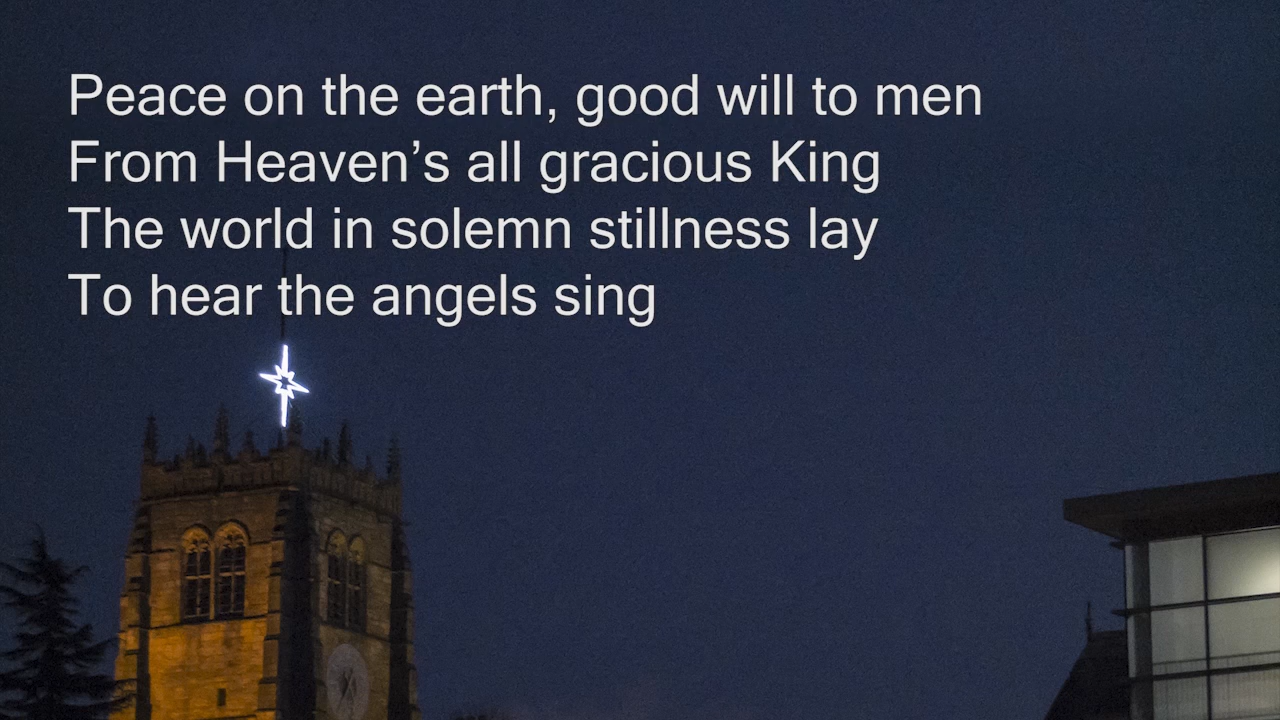 Peace on the earth, good will to men
From Heaven’s all gracious King
The world in solemn stillness lay
To hear the angels sing